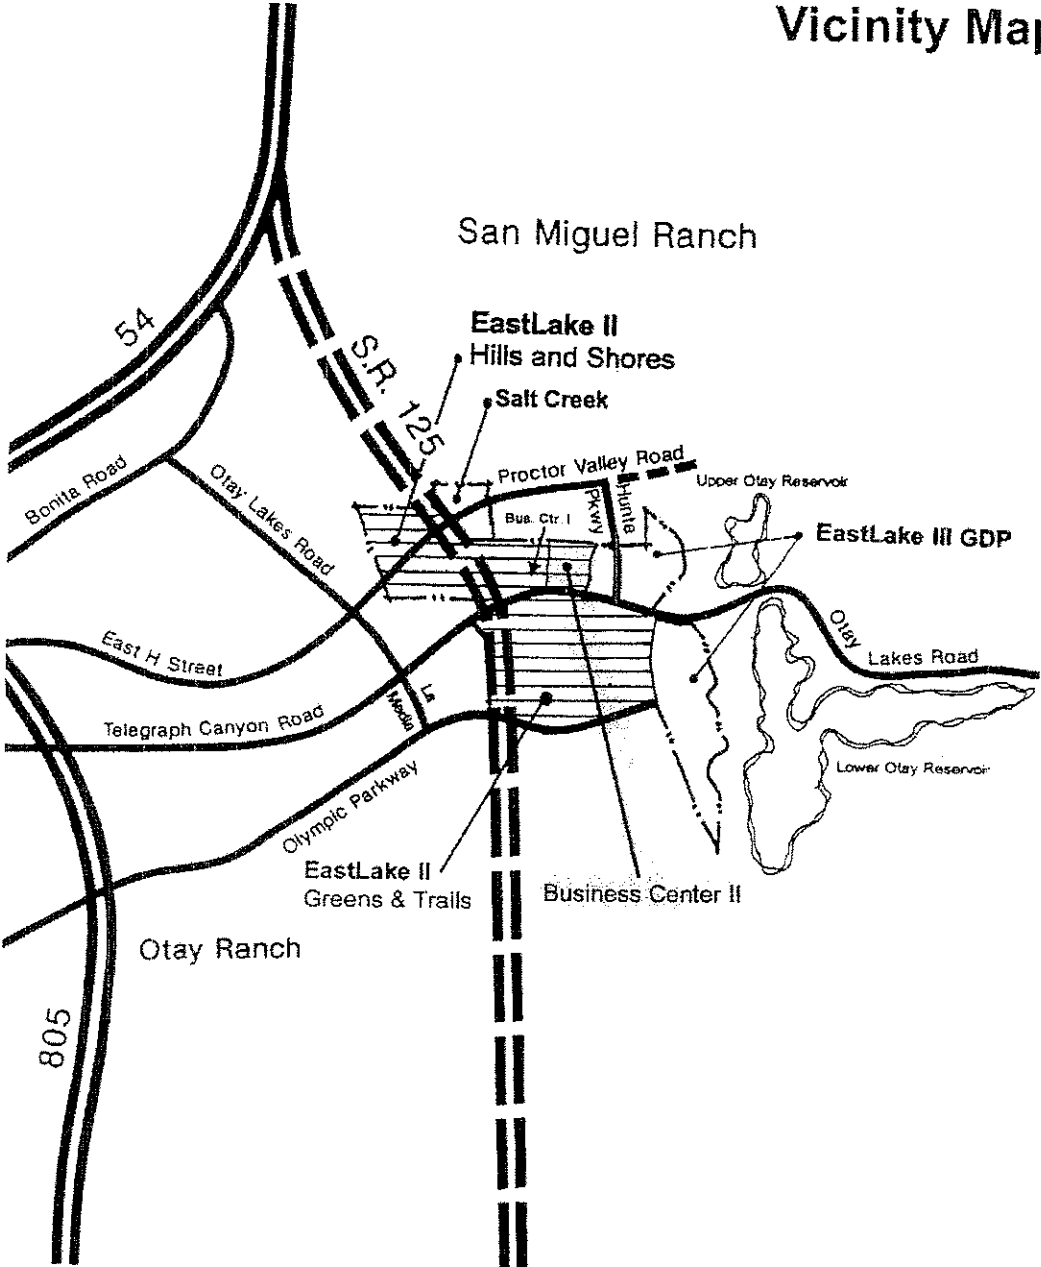 Vicinity Ma
San Miguel Ranch
54
EastLake II
Hills and Shores
S.R. 125
Salt Creek
Proctor Valley Road
Bonita Road
Otay Lakes Road
Upper Otay Reservoir
Hunte
Pkwy
Bus. Ctr. I
EastLake III GDP
Otay
Lakes Road
East H Street
La
Media
Telegraph Canyon Road
Lower Otay Reservoir
Olympic Parkway
EastLake II
Greens & Trails
Business Center II
Otay Ranch
805